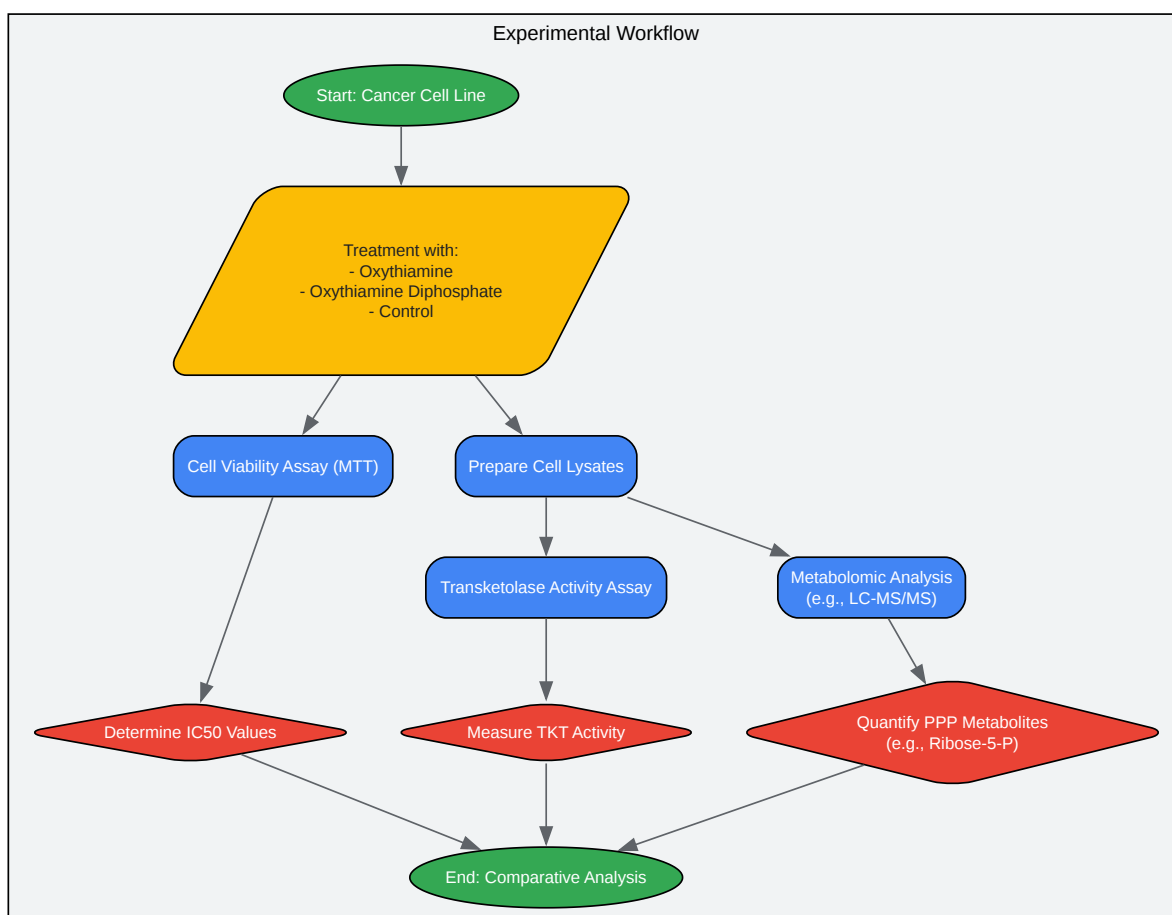 Experimental Workflow
Start: Cancer Cell Line
Treatment with:
- Oxythiamine
- Oxythiamine Diphosphate
- Control
Cell Viability Assay (MTT)
Prepare Cell Lysates
Transketolase Activity Assay
Metabolomic Analysis
(e.g., LC-MS/MS)
Determine IC50 Values
Measure TKT Activity
Quantify PPP Metabolites
(e.g., Ribose-5-P)
End: Comparative Analysis